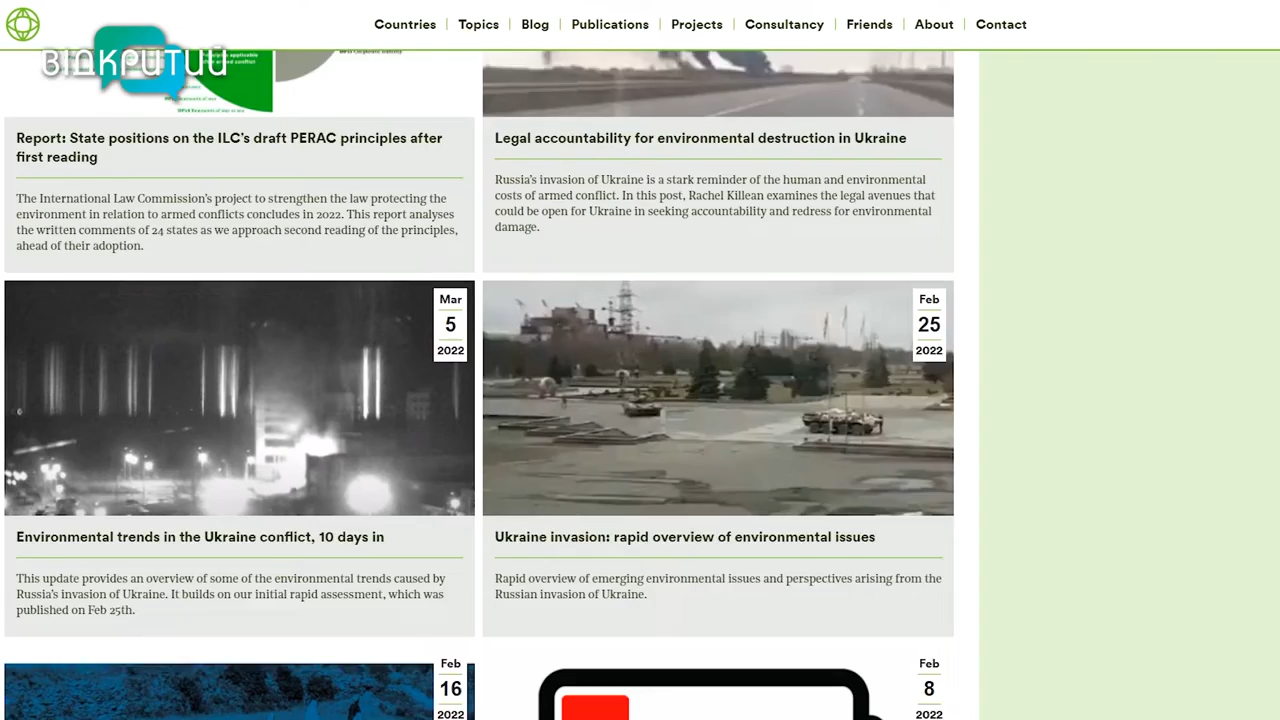 Countries
Topics
Blog
Publications
Projects
Consultancy
Friends
About
Contact
ВІДКРИТИЙ
Report: State positions on the ILC's draft PERAC principles after
first reading
The International Law Commission's project to strengthen the law protecting the
environment in relation to armed conflicts concludes in 2022. This report analyses
the written comments of 24 states as we approach second reading of the principles,
ahead of their adoption.
Legal accountability for environmental destruction in Ukraine
Russia's invasion of Ukraine is a stark reminder of the human and environmental
costs of armed conflict. In this post, Rachel Killean examines the legal avenues that
could be open for Ukraine in seeking accountability and redress for environmental
damage.
Mar
5
2022
Environmental trends in the Ukraine conflict, 10 days in
This update provides an overview of some of the environmental trends caused by
Russia's invasion of Ukraine. It builds on our initial rapid assessment, which was
published on Feb 25th.
Feb
25
2022
Ukraine invasion: rapid overview of environmental issues
Rapid overview of emerging environmental issues and perspectives arising from the
Russian invasion of Ukraine.
Feb
16
2022
Feb
8
2022